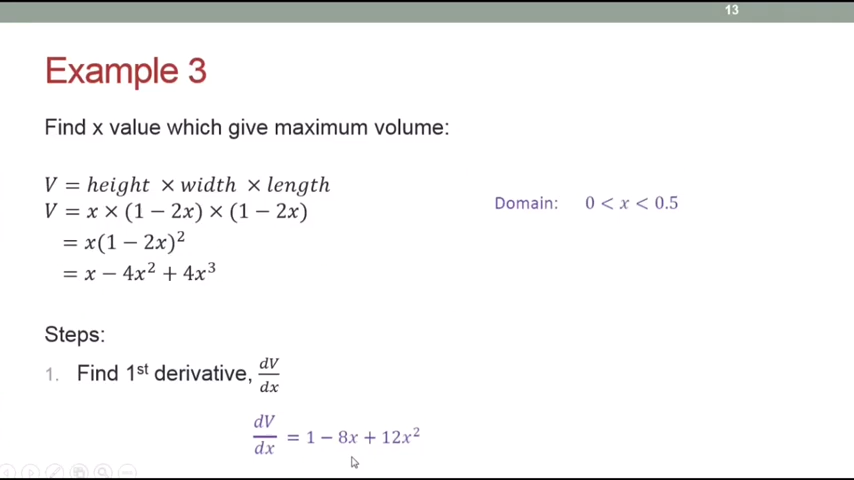 13
Example 3
Find x value which give maximum volume:
V = height × width × length
V = x × (1 − 2x) × (1 − 2x)
= x(1 − 2x)²
= x − 4x² + 4x³
Domain: 0 < x < 0.5
Steps:
1. Find 1st derivative, dV/dx
dV/dx = 1 − 8x + 12x²